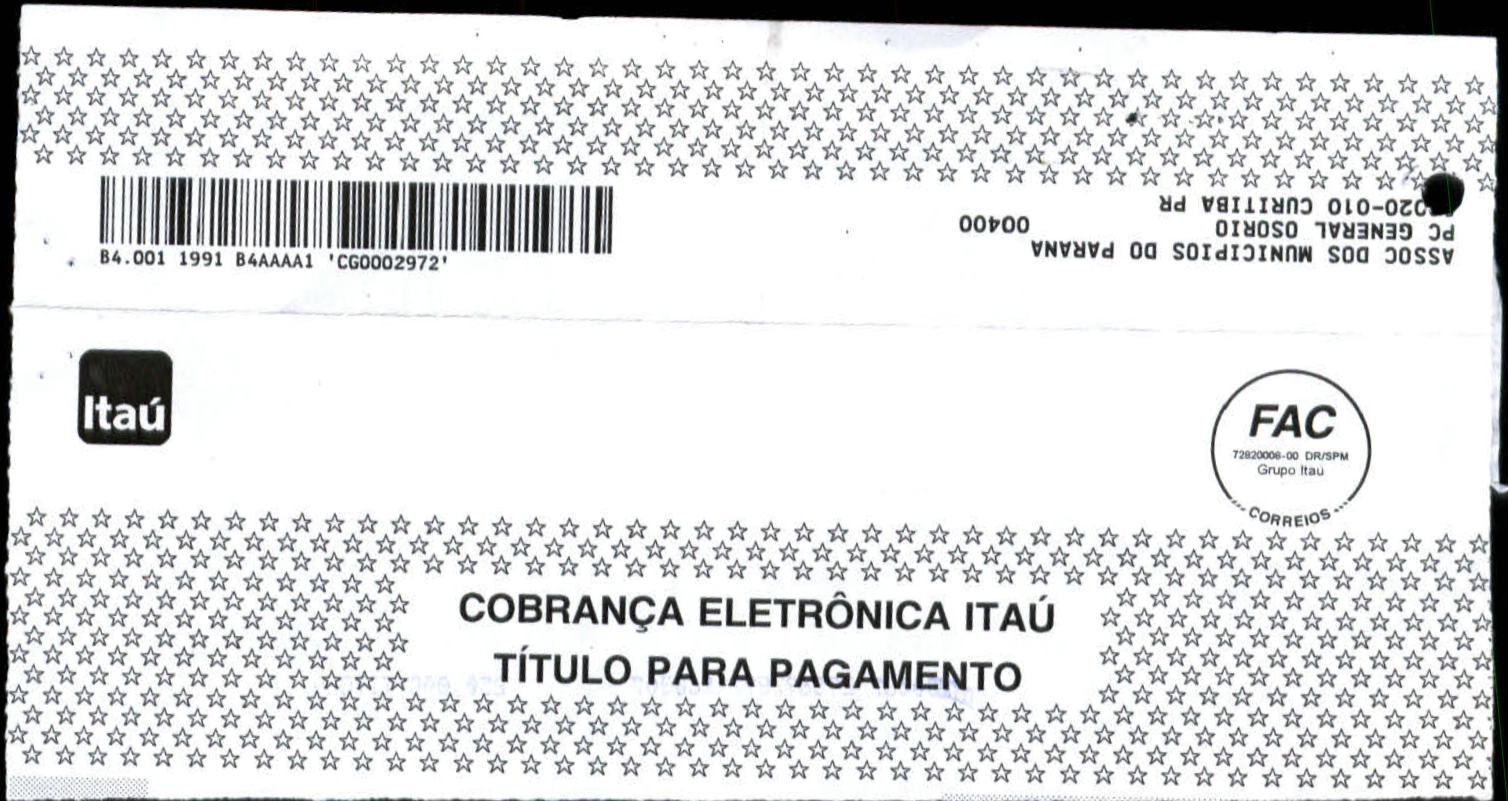 ASSOC DOS MUNICIPIOS DO PARANA
PC GENERAL OSORIO 00400
020-010 CURITIBA PR
B4.001 1991 B4AAAA1 'CG0002972'
Itaú
FAC
72820008-00 DR/SPM
Grupo Itaú
CORREIOS
COBRANÇA ELETRÔNICA ITAÚ
TÍTULO PARA PAGAMENTO